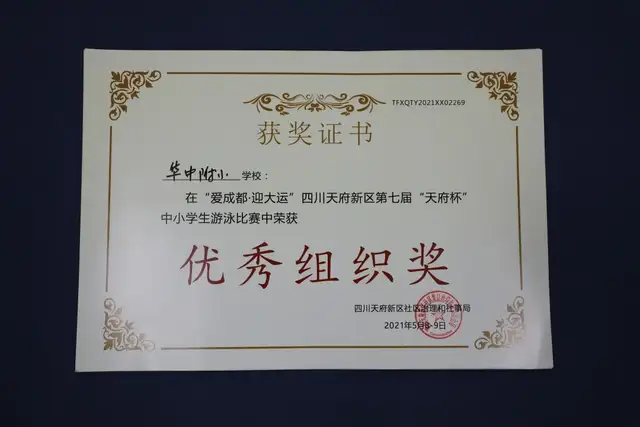 TFXQTY2021XX02269
获奖证书
华中附小 学校：
在“爱成都·迎大运”四川天府新区第七届“天府杯”
中小学生游泳比赛中荣获
优秀组织奖
四川天府新区社区治理和社事局
2021年5月8-9日